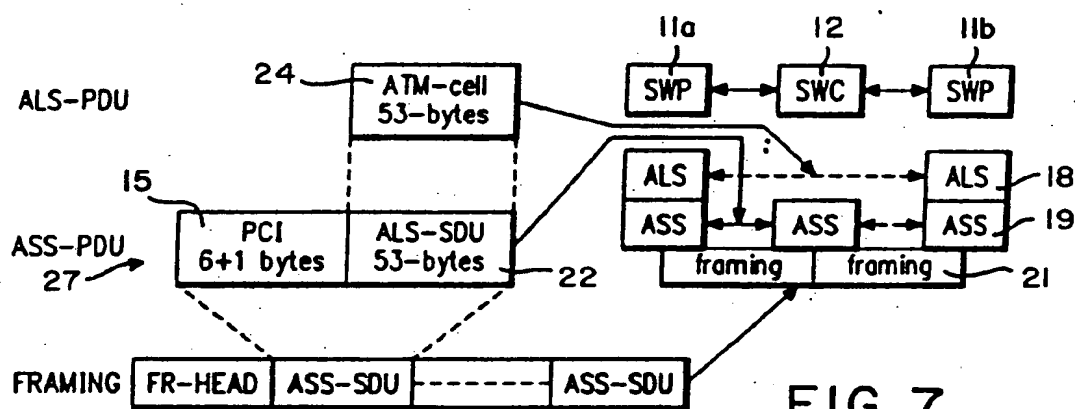 11a 12 11b
24
ALS-PDU
ATM-cell
53-bytes
SWP SWC SWP
ALS ALS 18
15
ASS-PDU
27
PCI
6+1 bytes
ALS-SDU
53-bytes
22
ASS ASS ASS 19
framing framing 21
FRAMING FR-HEAD ASS-SDU ASS-SDU
FIG 7